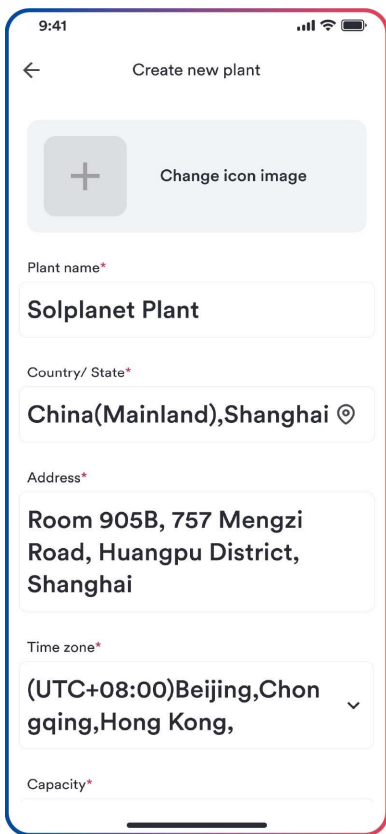 9:41
Create new plant
Change icon image
Plant name*
Solplanet Plant
Country/ State*
China(Mainland),Shanghai
Address*
Room 905B, 757 Mengzi
Road, Huangpu District,
Shanghai
Time zone*
(UTC+08:00)Beijing,Chon
gqing,Hong Kong,
Capacity*